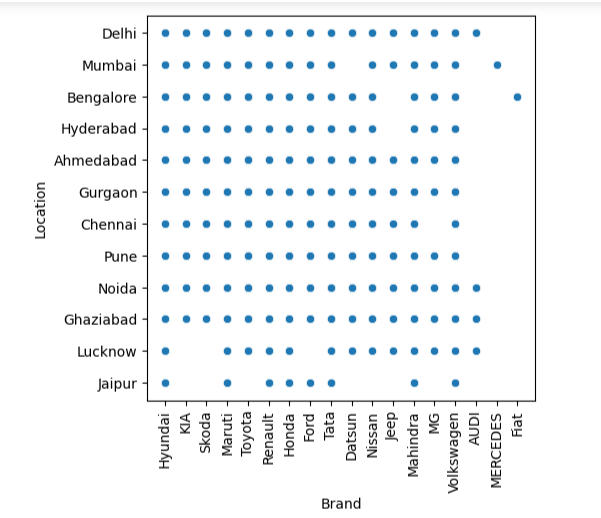 Delhi
Mumbai
Bengalore
Hyderabad
Ahmedabad
Gurgaon
Chennai
Pune
Noida
Ghaziabad
Lucknow
Jaipur
Location
Hyundai
KIA
Skoda
Maruti
Toyota
Renault
Honda
Ford
Tata
Datsun
Nissan
Jeep
Mahindra
MG
Volkswagen
AUDI
MERCEDES
Fiat
Brand